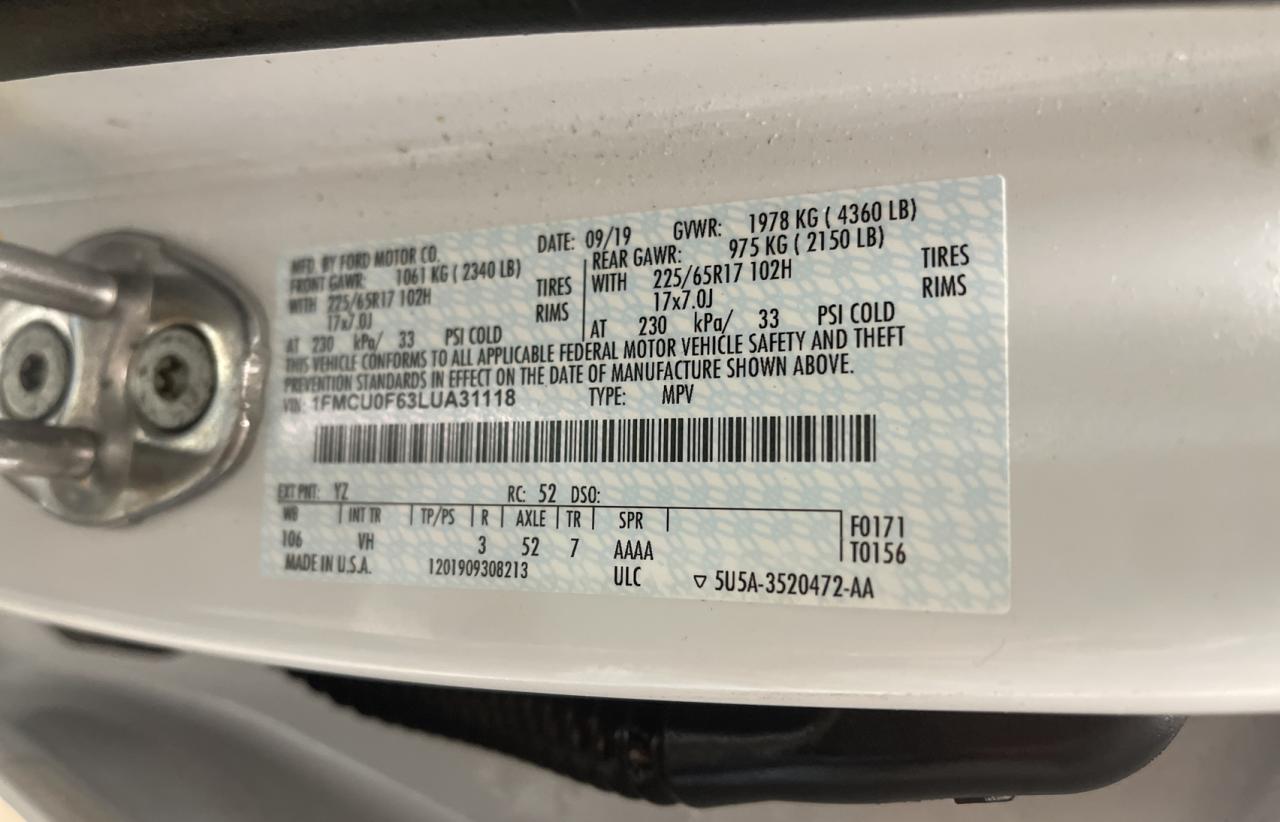 MFD. BY FORD MOTOR CO. DATE: 09/19 GVWR: 1978 KG ( 4360 LB)
FRONT GAWR: 1061 KG ( 2340 LB) REAR GAWR: 975 KG ( 2150 LB)
WITH 225/65R17 102H TIRES WITH 225/65R17 102H TIRES
17x7.0J RIMS 17x7.0J RIMS
AT 230 kPa/ 33 PSI COLD AT 230 kPa/ 33 PSI COLD
THIS VEHICLE CONFORMS TO ALL APPLICABLE FEDERAL MOTOR VEHICLE SAFETY AND THEFT
PREVENTION STANDARDS IN EFFECT ON THE DATE OF MANUFACTURE SHOWN ABOVE.
VIN: 1FMCU0F63LUA31118 TYPE: MPV
EXT PNT: YZ RC: 52 DSO:
WB INT TR TP/PS R AXLE TR SPR F0171
106 VH 3 52 7 AAAA T0156
MADE IN U.S.A. 1201909308213 ULC ▽ 5U5A-3520472-AA